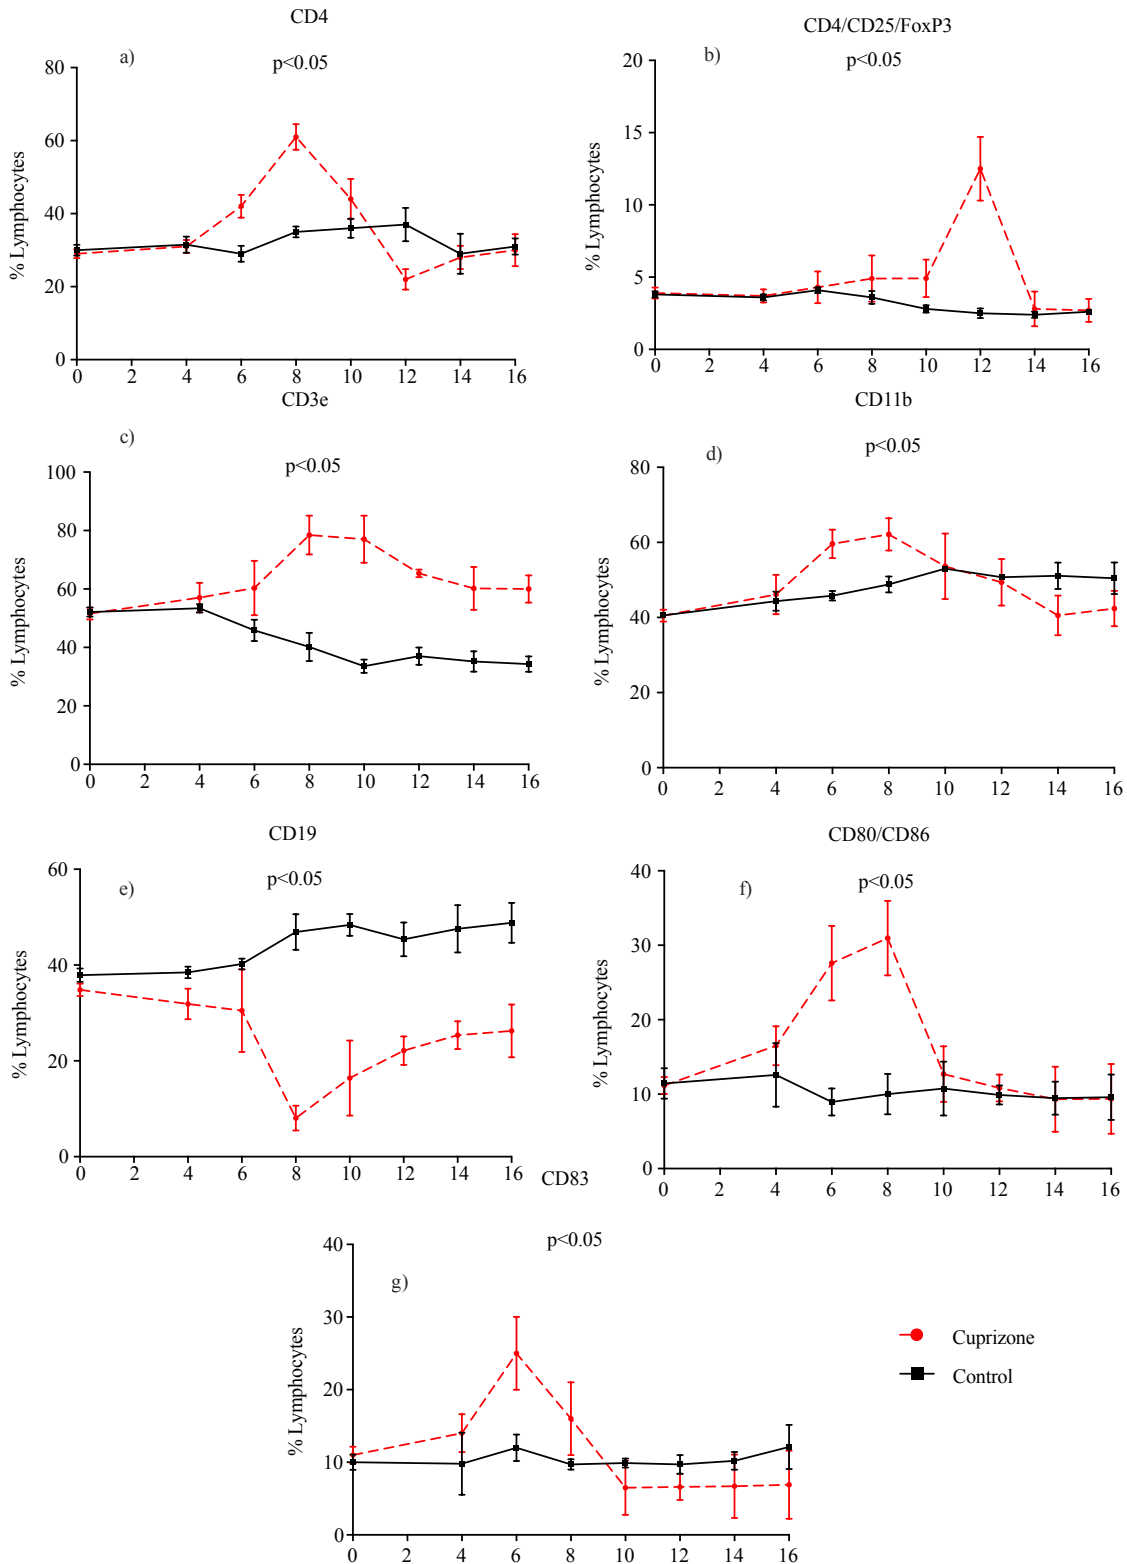 CD4
a)
p<0.05
80
60
40
20
0
% Lymphocytes
0 2 4 6 8 10 12 14 16
CD4/CD25/FoxP3
b)
p<0.05
20
15
10
5
0
% Lymphocytes
0 2 4 6 8 10 12 14 16
CD3e
c)
p<0.05
100
80
60
40
20
0
% Lymphocytes
0 2 4 6 8 10 12 14 16
CD11b
d)
p<0.05
80
60
40
20
0
% Lymphocytes
0 2 4 6 8 10 12 14 16
CD19
e)
p<0.05
60
40
20
0
% Lymphocytes
0 2 4 6 8 10 12 14 16
CD80/CD86
f)
p<0.05
40
30
20
10
0
% Lymphocytes
0 2 4 6 8 10 12 14 16
CD83
g)
p<0.05
40
30
20
10
0
% Lymphocytes
0 2 4 6 8 10 12 14 16
Cuprizone
Control